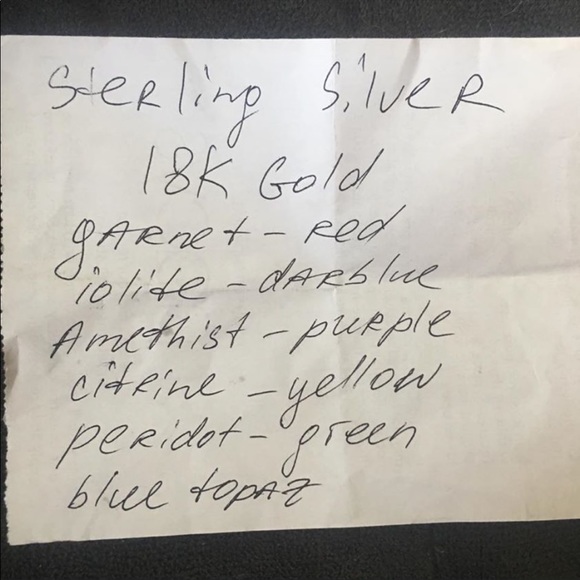 Sterling Silver
18K Gold
garnet - red
iolite - darblue
Amethist - purple
citrine - yellow
peridot - green
blue topaz